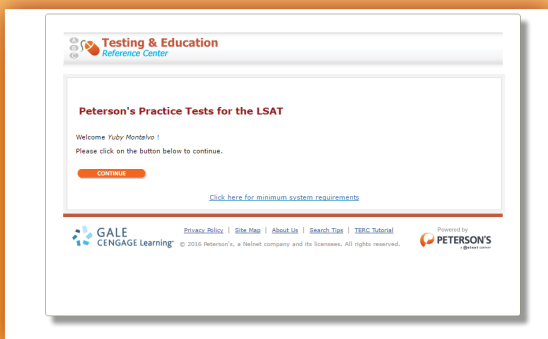 Testing & Education
Reference Center
Peterson's Practice Tests for the LSAT
Welcome Yuby Montalvo !
Please click on the button below to continue.
CONTINUE
Click here for minimum system requirements
GALE
CENGAGE Learning
Privacy Policy | Site Map | About Us | Search Tips | TERC Tutorial
© 2016 Peterson's, a Nelnet company and its licensees. All rights reserved.
Powered by
PETERSON'S